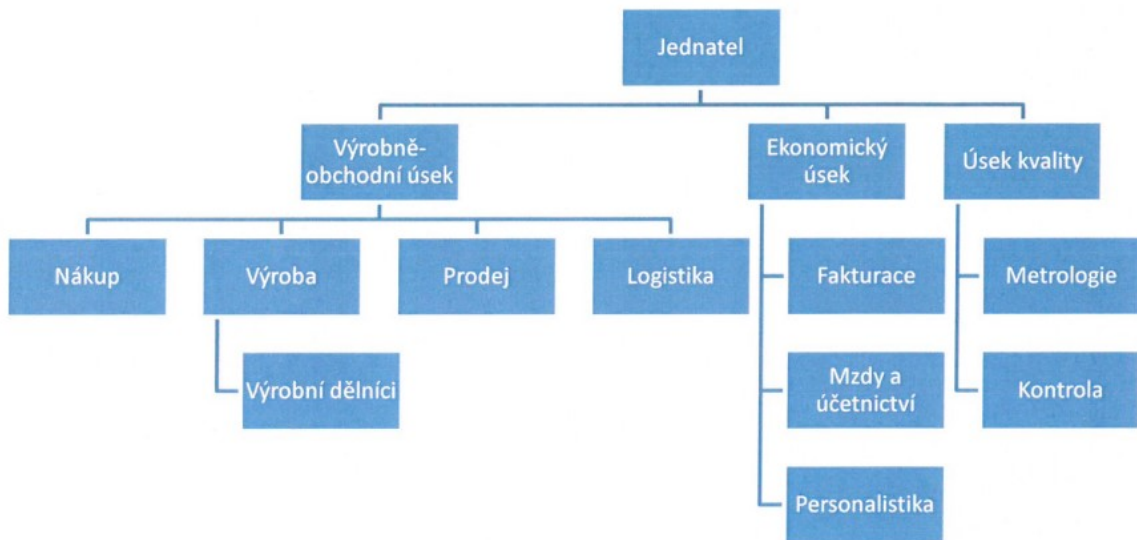 Jednatel
Výrobně-
obchodní úsek
Ekonomický
úsek
Úsek kvality
Nákup
Výroba
Prodej
Logistika
Fakturace
Metrologie
Výrobní dělníci
Mzdy a
účetnictví
Kontrola
Personalistika